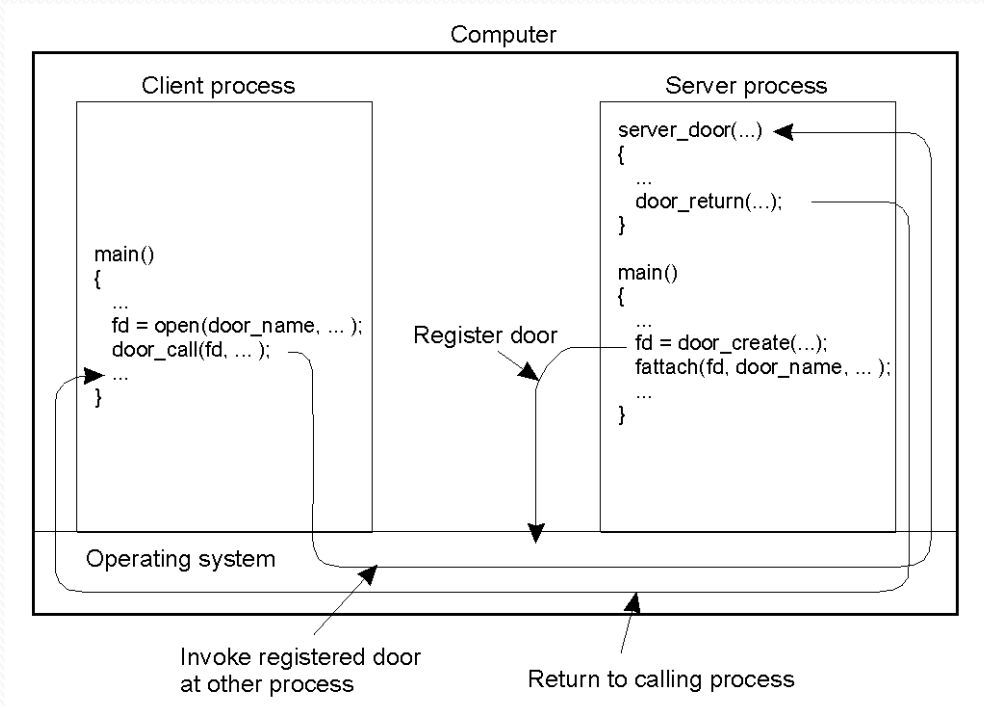 Computer
Client process
main()
{
...
fd = open(door_name, ... );
door_call(fd, ... );
...
}
Server process
server_door(...)
{
...
door_return(...);
}
main()
{
...
fd = door_create(...);
fattach(fd, door_name, ... );
...
}
Register door
Operating system
Invoke registered door
at other process
Return to calling process